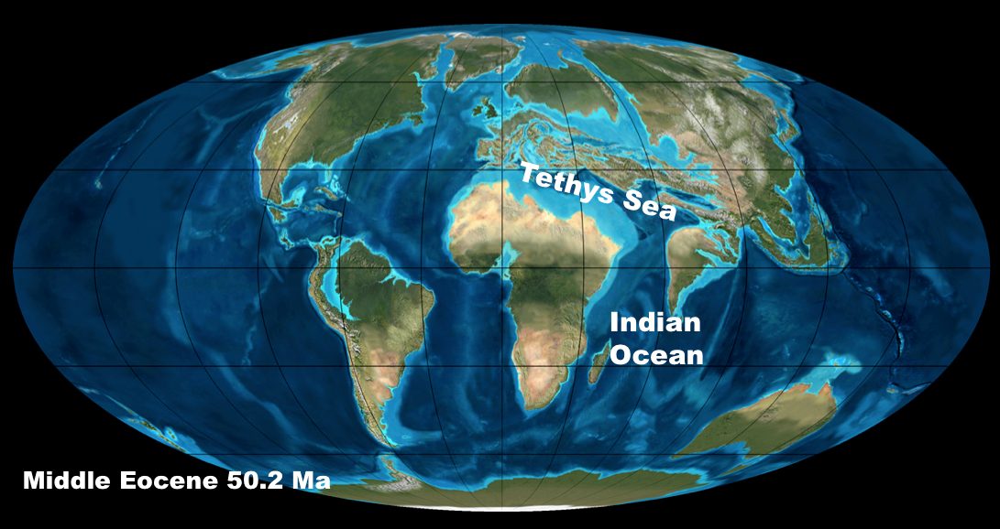 Tethys Sea
Indian
Ocean
Middle Eocene 50.2 Ma